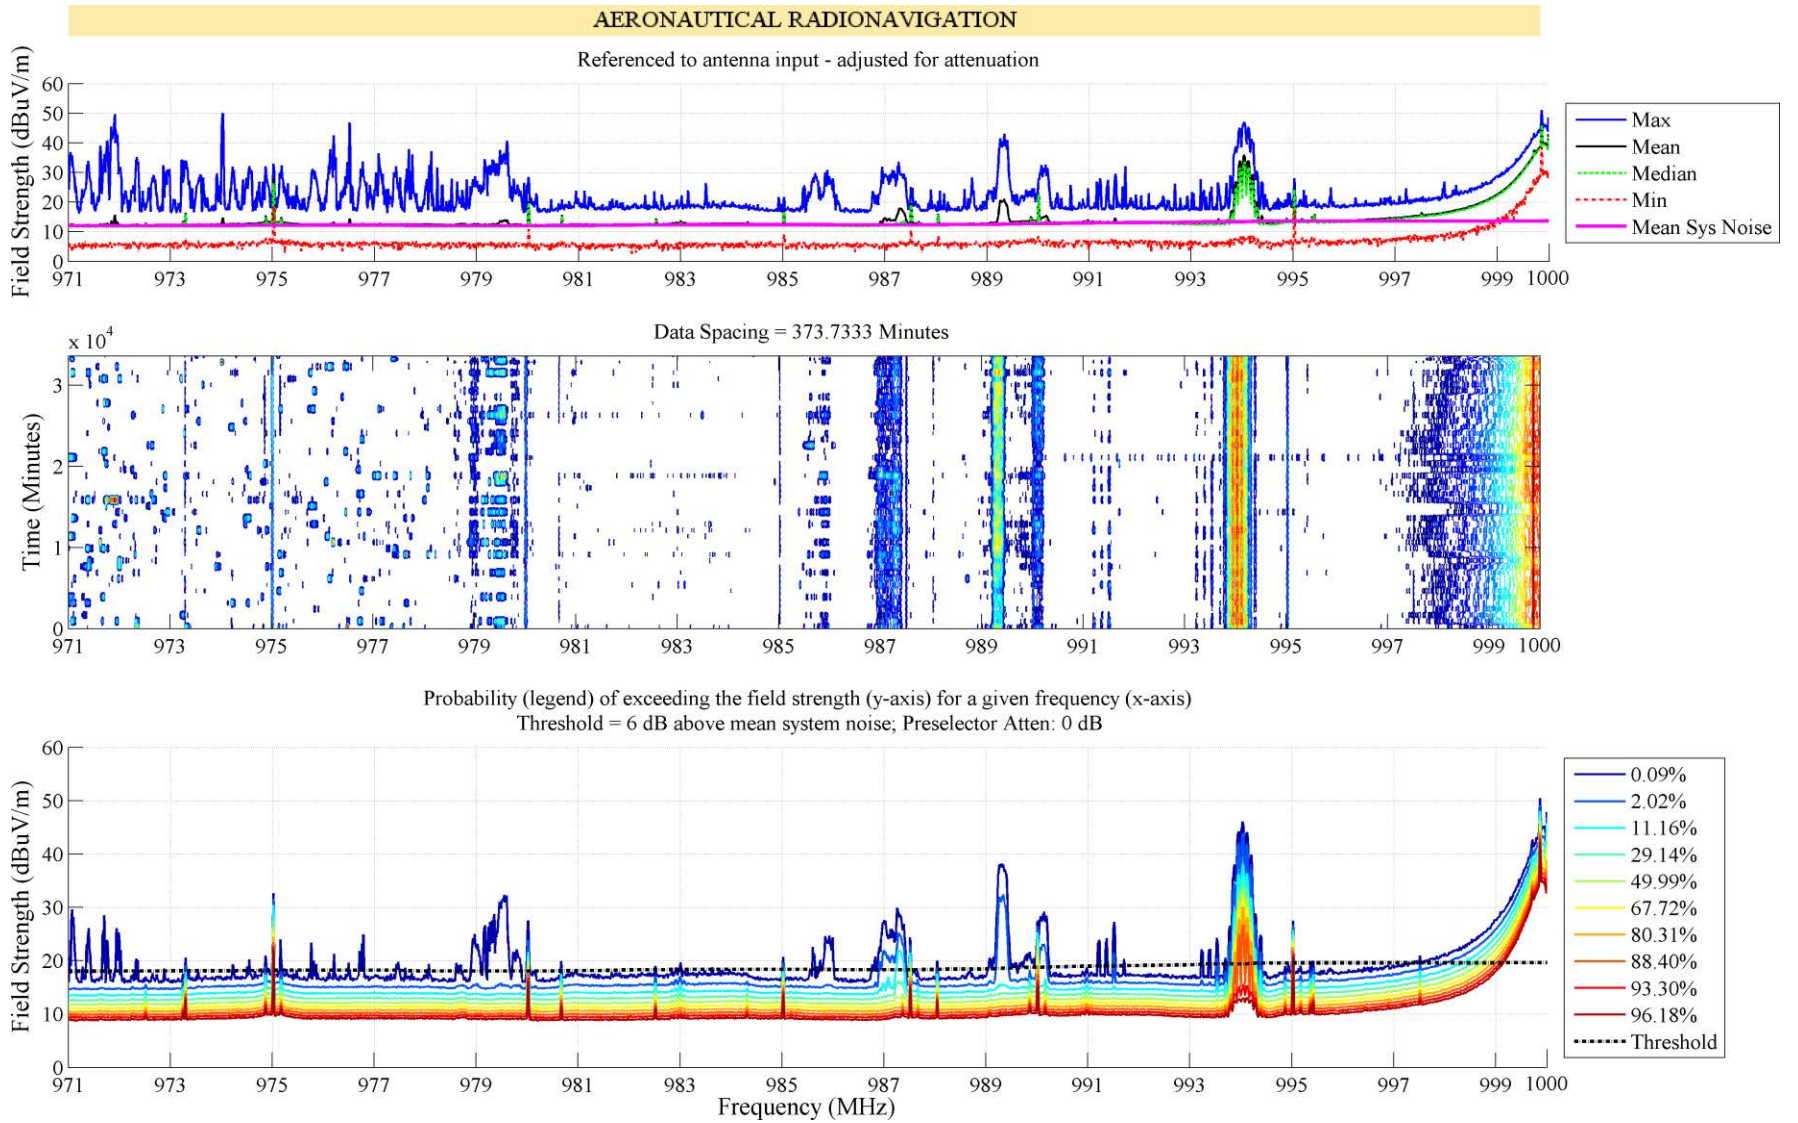 AERONAUTICAL RADIONAVIGATION
Referenced to antenna input - adjusted for attenuation
Field Strength (dBuV/m)
60
50
40
30
20
10
0
971 973 975 977 979 981 983 985 987 989 991 993 995 997 999 1000
Max
Mean
Median
Min
Mean Sys Noise
Data Spacing = 373.7333 Minutes
x 10^4
Time (Minutes)
3
2
1
0
971 973 975 977 979 981 983 985 987 989 991 993 995 997 999 1000
Probability (legend) of exceeding the field strength (y-axis) for a given frequency (x-axis)
Threshold = 6 dB above mean system noise; Preselector Atten: 0 dB
Field Strength (dBuV/m)
60
50
40
30
20
10
0
971 973 975 977 979 981 983 985 987 989 991 993 995 997 999 1000
Frequency (MHz)
0.09%
2.02%
11.16%
29.14%
49.99%
67.72%
80.31%
88.40%
93.30%
96.18%
Threshold